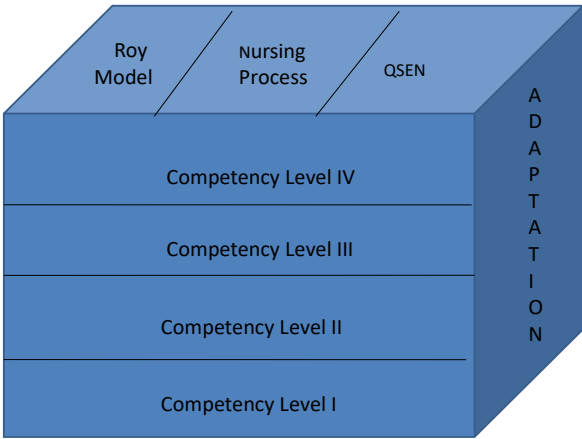 Roy
Model
Nursing
Process
QSEN
Competency Level IV
Competency Level III
Competency Level II
Competency Level I
A
D
A
P
T
A
T
I
O
N